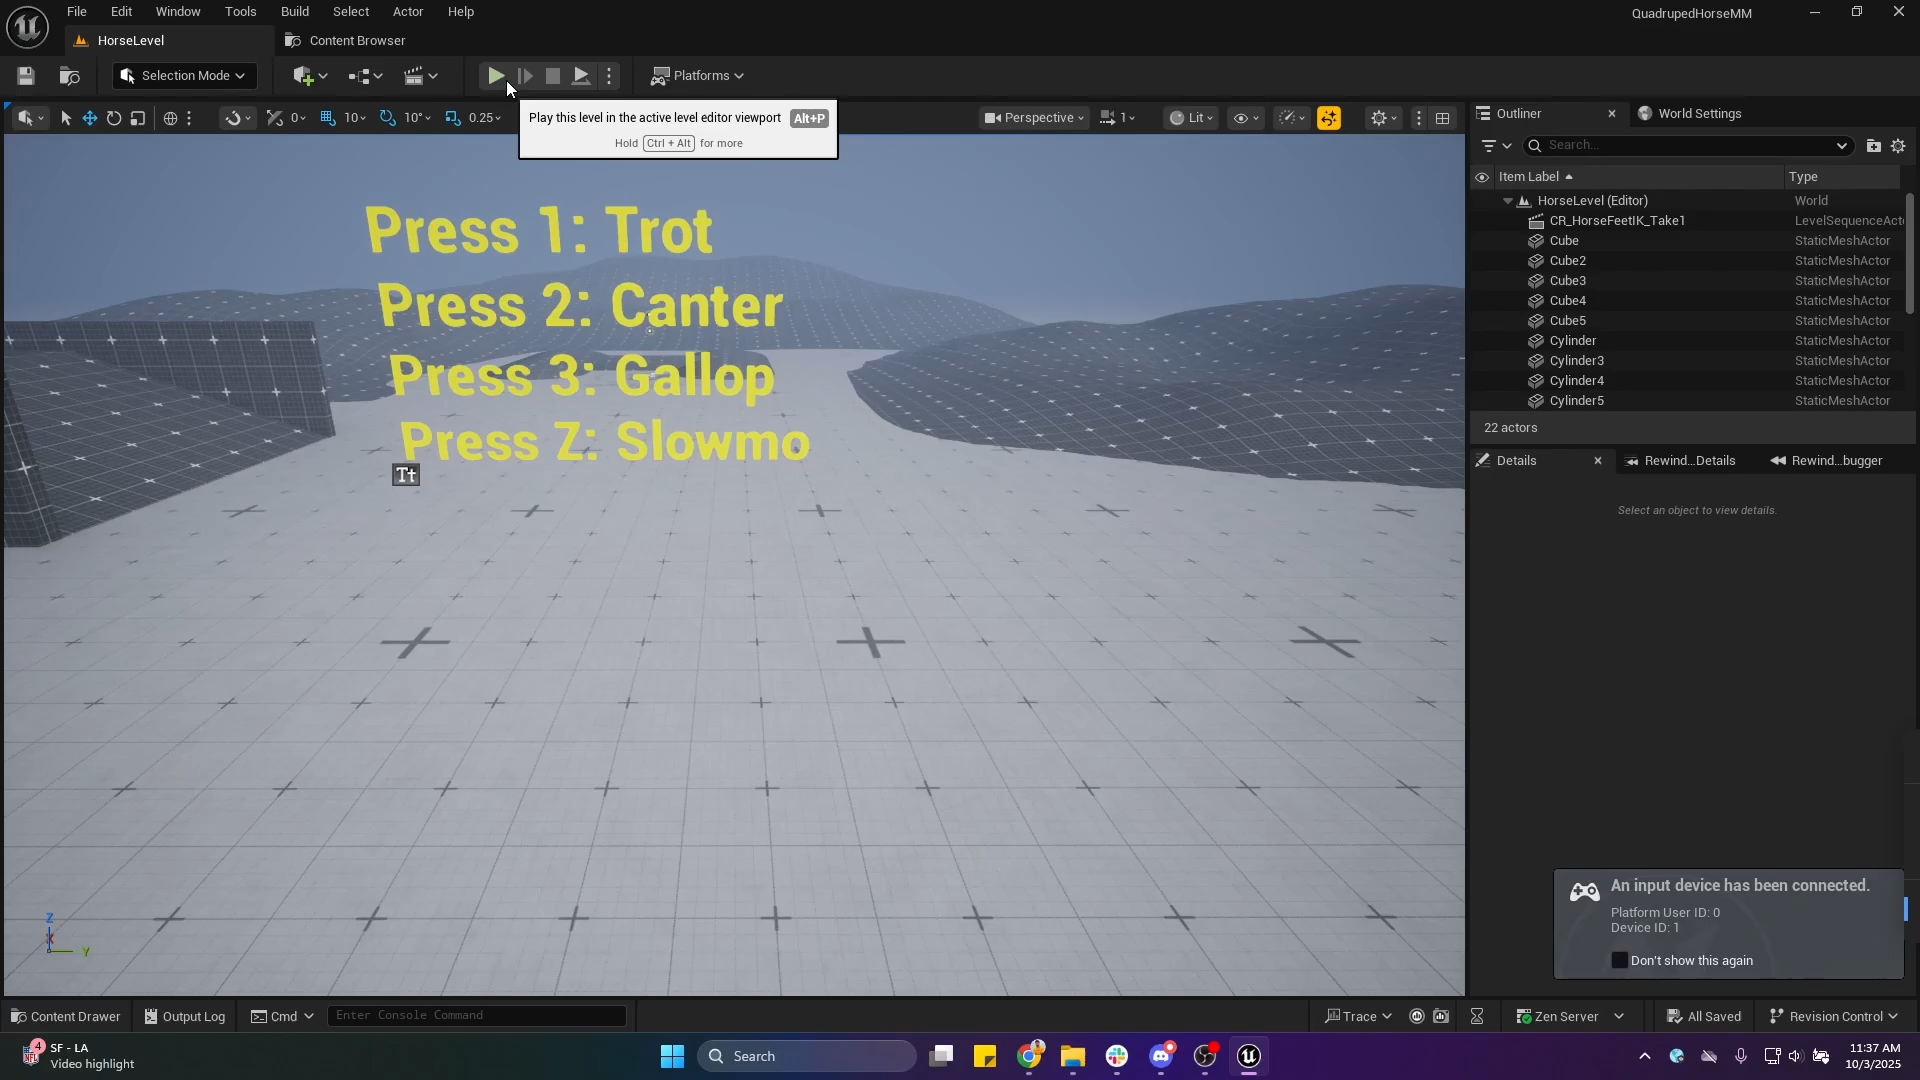 File Edit Window Tools Build Select Actor Help
QuadrupedHorseMM
HorseLevel
Content Browser
Selection Mode
Platforms
0 10 10° 0.25
Play this level in the active level editor viewport Alt+P
Hold Ctrl + Alt for more
Perspective 1 Lit
Outliner
World Settings
Search...
Item Label Type
HorseLevel (Editor) World
CR_HorseFeetIK_Take1 LevelSequenceActo
Cube StaticMeshActor
Cube2 StaticMeshActor
Cube3 StaticMeshActor
Cube4 StaticMeshActor
Cube5 StaticMeshActor
Cylinder StaticMeshActor
Cylinder3 StaticMeshActor
Cylinder4 StaticMeshActor
Cylinder5 StaticMeshActor
22 actors
Details
Rewind...Details
Rewind...bugger
Select an object to view details.
Press 1: Trot
Press 2: Canter
Press 3: Gallop
Press Z: Slowmo
Tt
Z
X
Y
An input device has been connected.
Platform User ID: 0
Device ID: 1
Don't show this again
Content Drawer Output Log Cmd Enter Console Command
Trace Zen Server All Saved Revision Control
4
NFL
SF - LA
Video highlight
Search
11:37 AM
10/3/2025